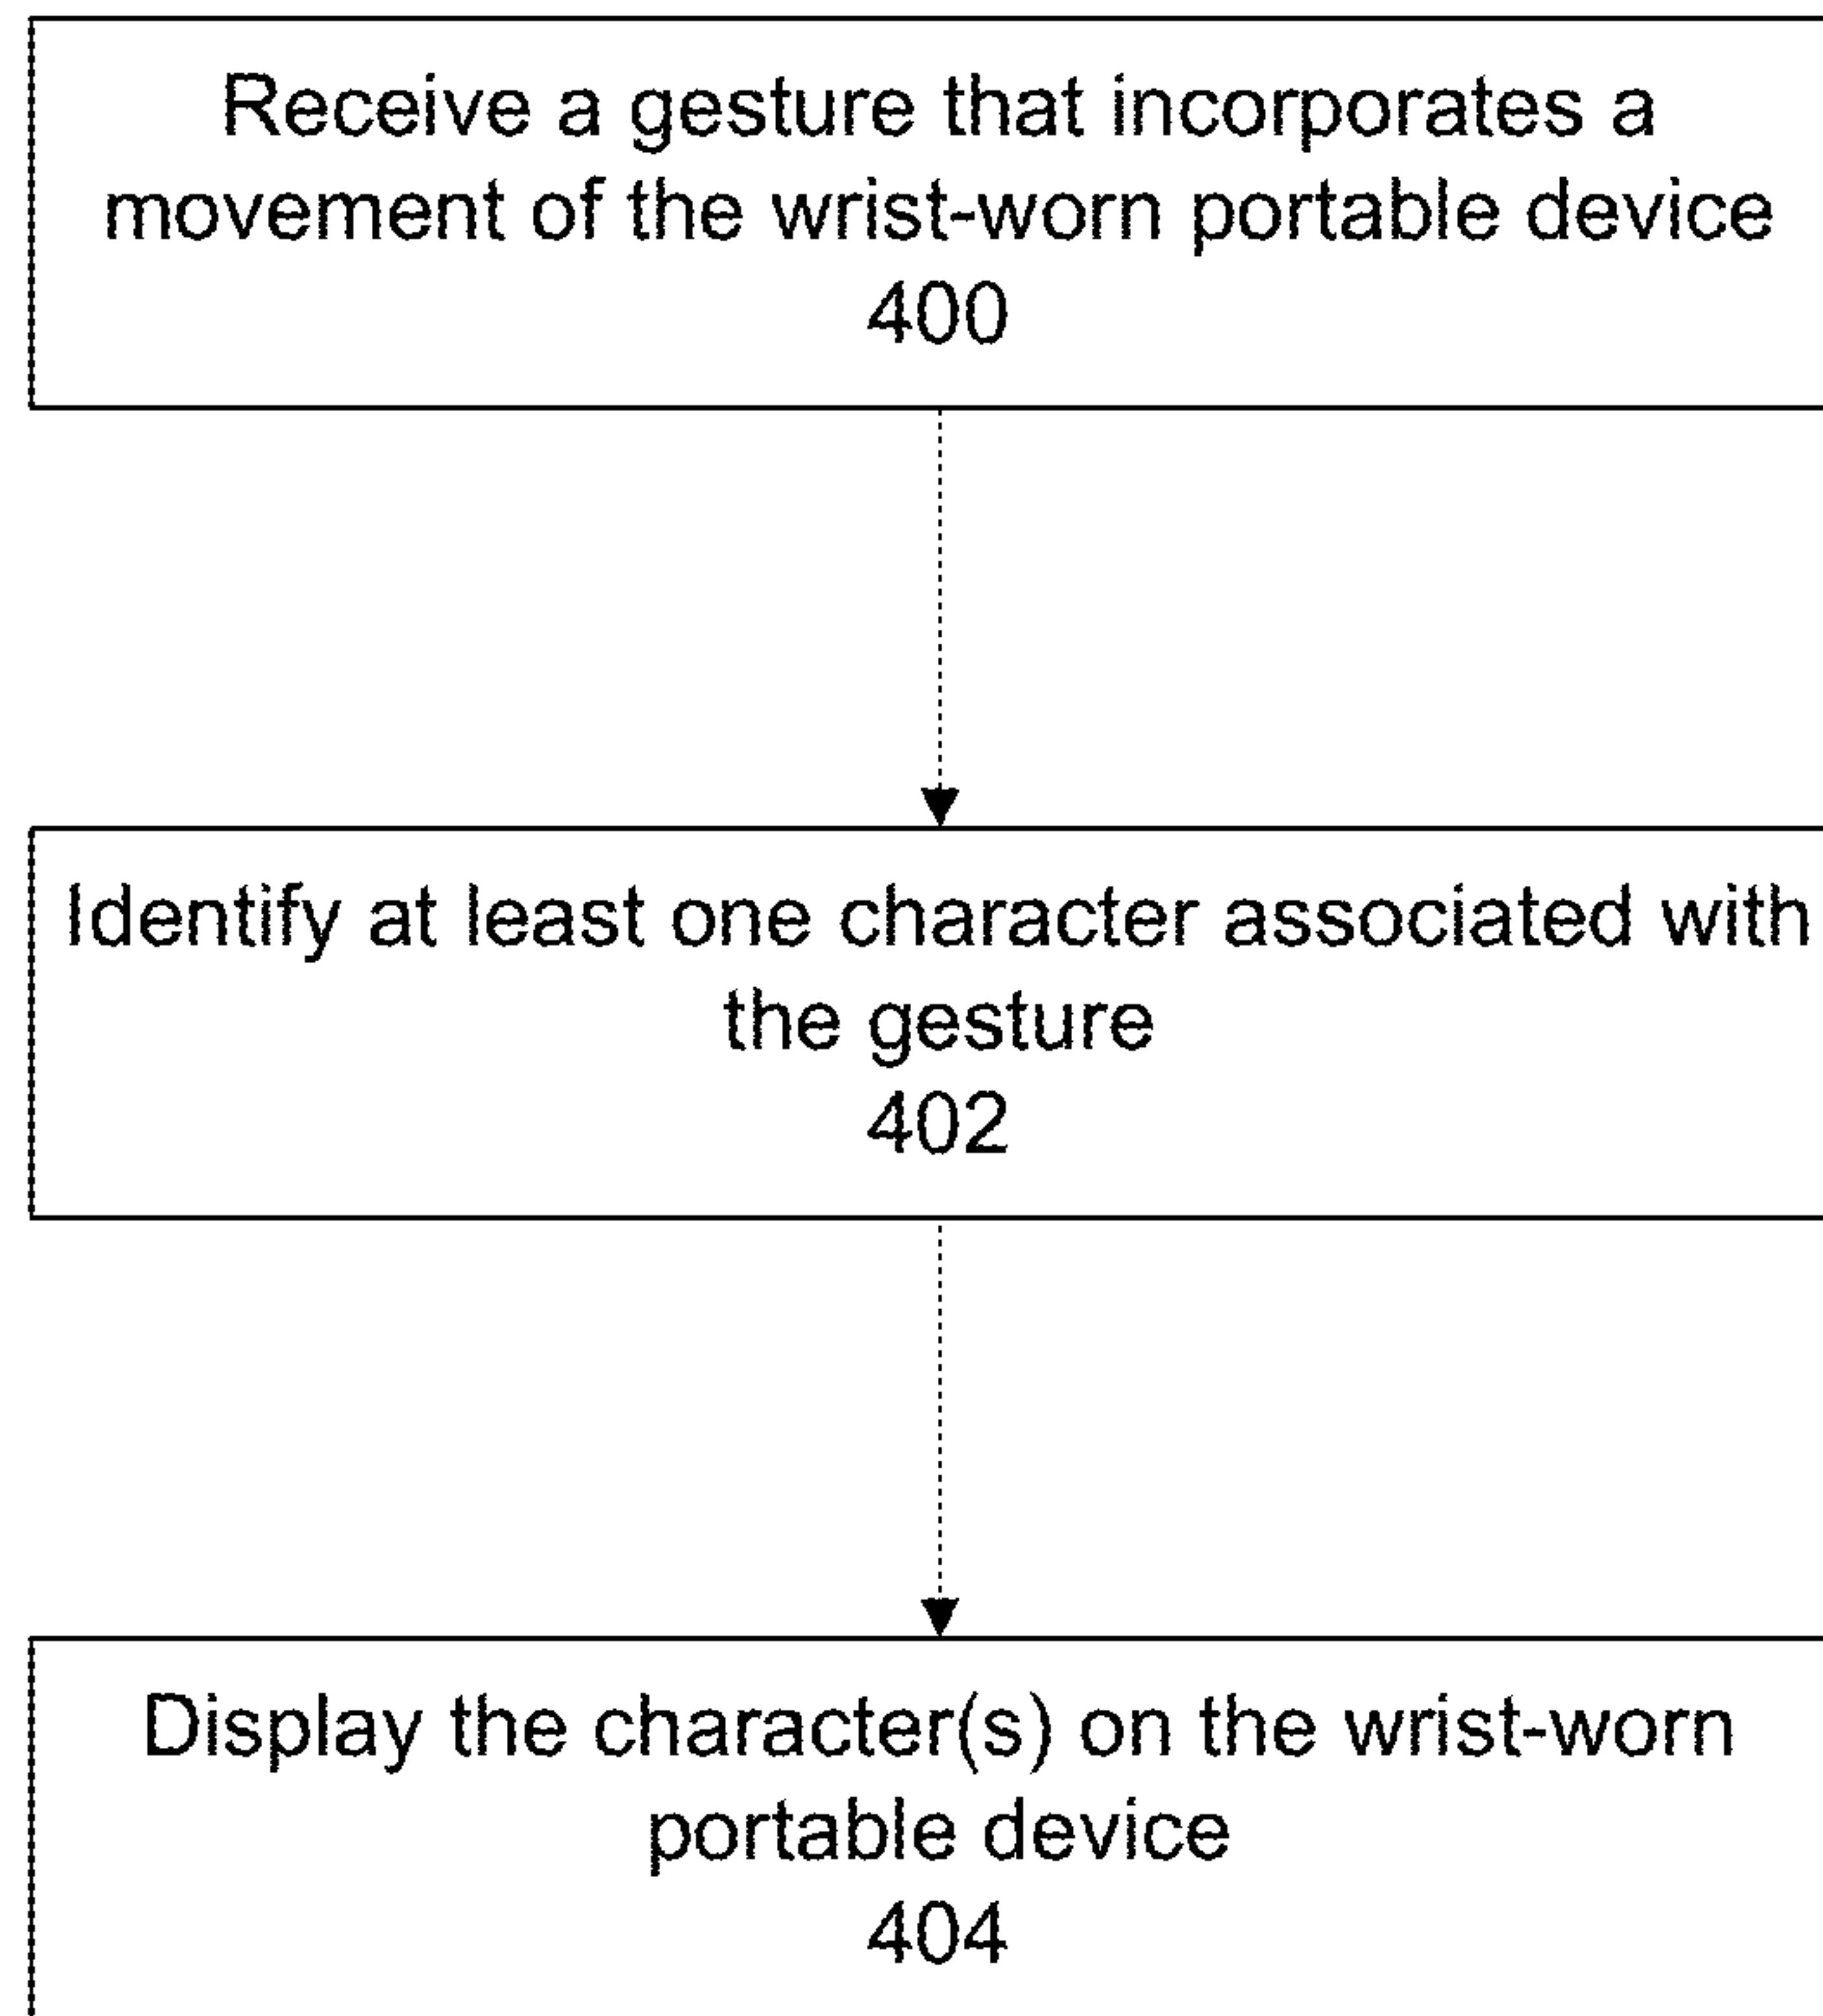 Receive a gesture that incorporates a
movement of the wrist-worn portable device
400
Identify at least one character associated with
the gesture
402
Display the character(s) on the wrist-worn
portable device
404